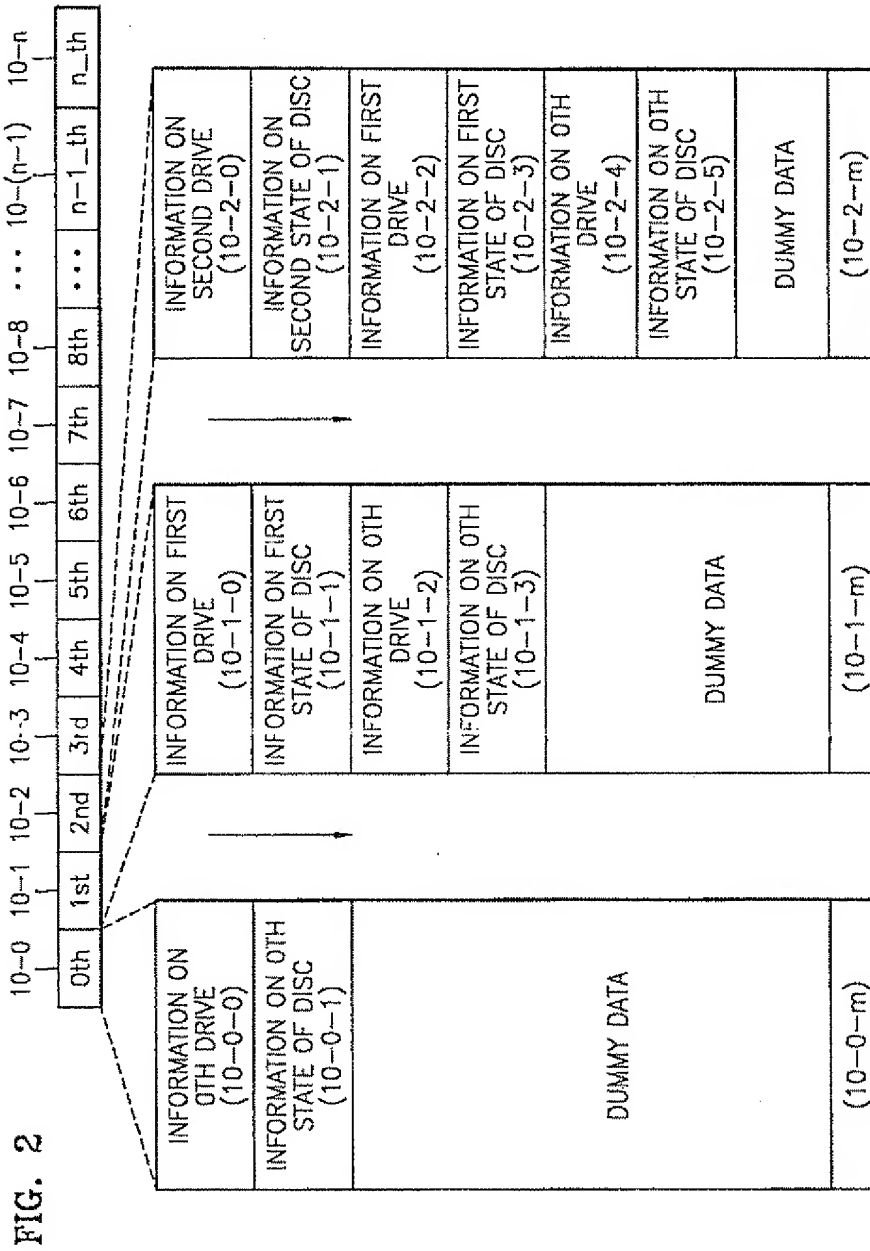 FIG. 2
10-0 10-1 10-2 10-3 10-4 10-5 10-6 10-7 10-8 ... 10-(n-1) 10-n
0th 1st 2nd 3rd 4th 5th 6th 7th 8th ... n-1_th n_th
INFORMATION ON
0TH DRIVE
(10-0-0)
INFORMATION ON 0TH
STATE OF DISC
(10-0-1)
DUMMY DATA
(10-0-m)
INFORMATION ON FIRST
DRIVE
(10-1-0)
INFORMATION ON FIRST
STATE OF DISC
(10-1-1)
INFORMATION ON 0TH
DRIVE
(10-1-2)
INFORMATION ON 0TH
STATE OF DISC
(10-1-3)
DUMMY DATA
(10-1-m)
INFORMATION ON
SECOND DRIVE
(10-2-0)
INFORMATION ON
SECOND STATE OF DISC
(10-2-1)
INFORMATION ON FIRST
DRIVE
(10-2-2)
INFORMATION ON FIRST
STATE OF DISC
(10-2-3)
INFORMATION ON 0TH
DRIVE
(10-2-4)
INFORMATION ON 0TH
STATE OF DISC
(10-2-5)
DUMMY DATA
(10-2-m)